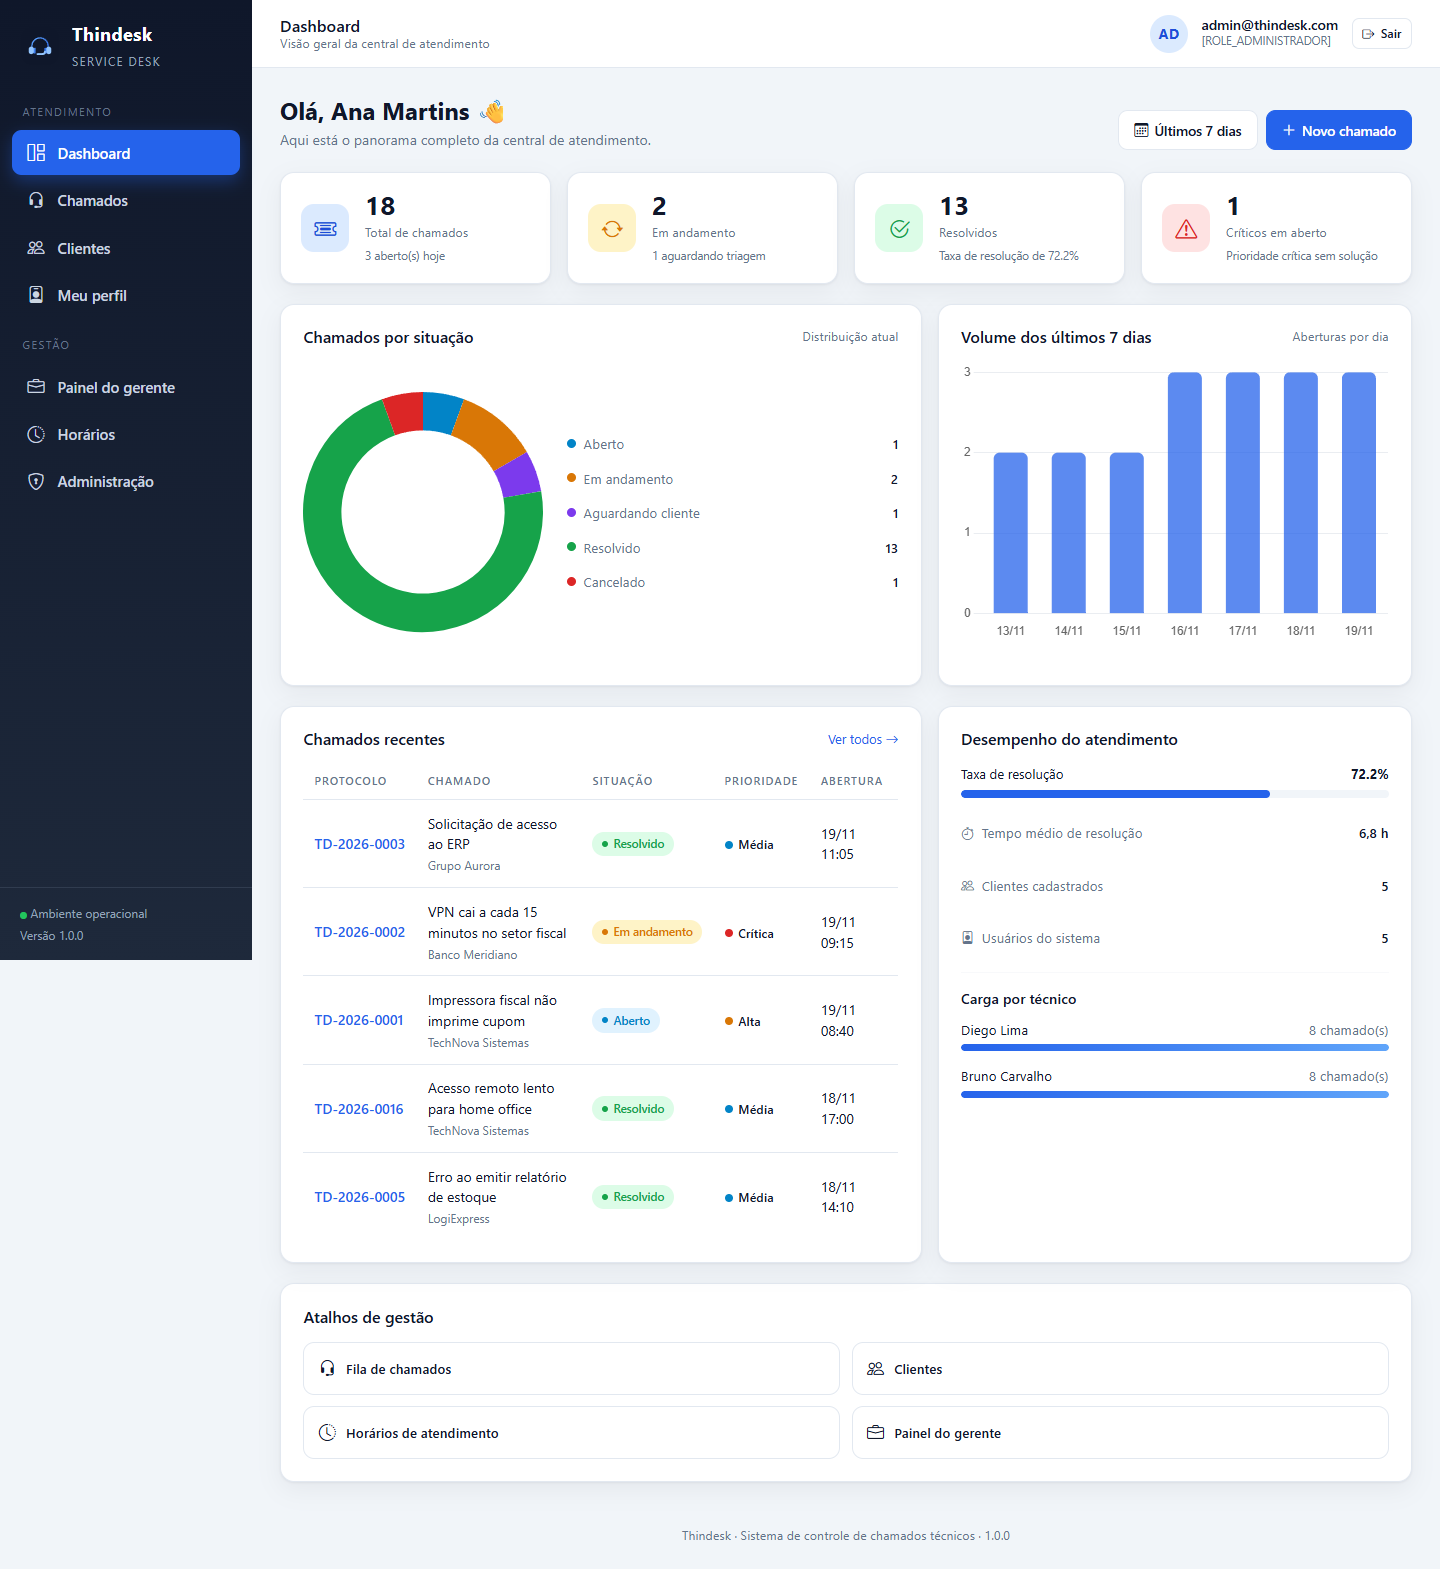 Thindesk
SERVICE DESK
ATENDIMENTO
Dashboard
Chamados
Clientes
Meu perfil
GESTÃO
Painel do gerente
Horários
Administração
Ambiente operacional
Versão 1.0.0
Dashboard
Visão geral da central de atendimento
AD
admin@thindesk.com
[ROLE_ADMINISTRADOR]
Sair
Olá, Ana Martins 👋
Aqui está o panorama completo da central de atendimento.
Últimos 7 dias
Novo chamado
18
Total de chamados
3 aberto(s) hoje
2
Em andamento
1 aguardando triagem
13
Resolvidos
Taxa de resolução de 72.2%
1
Críticos em aberto
Prioridade crítica sem solução
Chamados por situação
Distribuição atual
Aberto 1
Em andamento 2
Aguardando cliente 1
Resolvido 13
Cancelado 1
Volume dos últimos 7 dias
Aberturas por dia
3
2
1
0
13/11 14/11 15/11 16/11 17/11 18/11 19/11
Chamados recentes
Ver todos →
PROTOCOLO CHAMADO SITUAÇÃO PRIORIDADE ABERTURA
TD-2026-0003
Solicitação de acesso
ao ERP
Grupo Aurora
Resolvido
Média
19/11
11:05
TD-2026-0002
VPN cai a cada 15
minutos no setor fiscal
Banco Meridiano
Em andamento
Crítica
19/11
09:15
TD-2026-0001
Impressora fiscal não
imprime cupom
TechNova Sistemas
Aberto
Alta
19/11
08:40
TD-2026-0016
Acesso remoto lento
para home office
TechNova Sistemas
Resolvido
Média
18/11
17:00
TD-2026-0005
Erro ao emitir relatório
de estoque
LogiExpress
Resolvido
Média
18/11
14:10
Desempenho do atendimento
Taxa de resolução 72.2%
Tempo médio de resolução 6,8 h
Clientes cadastrados 5
Usuários do sistema 5
Carga por técnico
Diego Lima 8 chamado(s)
Bruno Carvalho 8 chamado(s)
Atalhos de gestão
Fila de chamados
Clientes
Horários de atendimento
Painel do gerente
Thindesk · Sistema de controle de chamados técnicos · 1.0.0